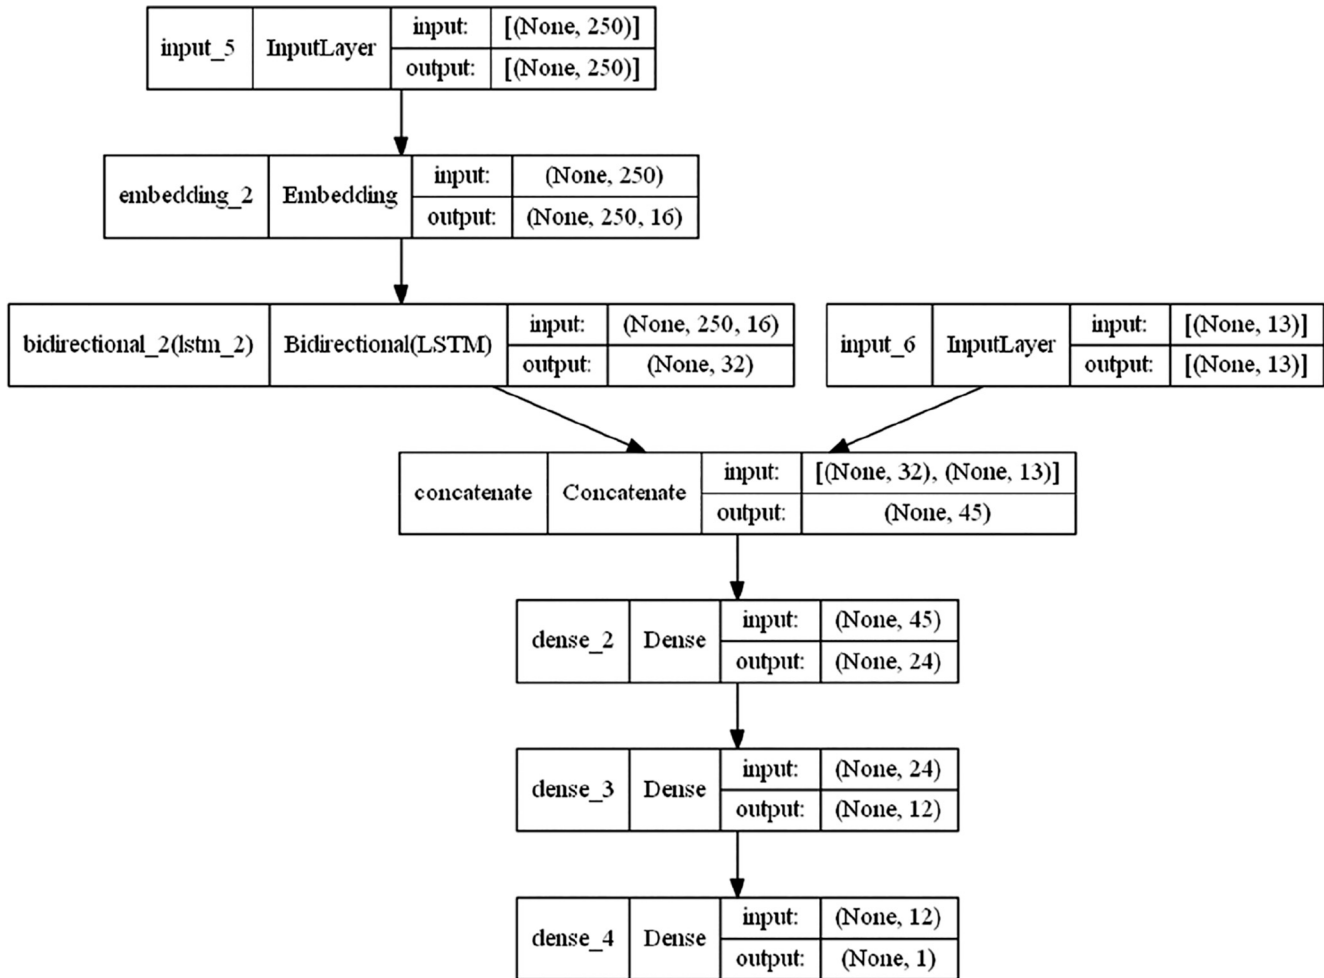 input_5 InputLayer input: [(None, 250)]
output: [(None, 250)]
embedding_2 Embedding input: (None, 250)
output: (None, 250, 16)
bidirectional_2(lstm_2) Bidirectional(LSTM) input: (None, 250, 16)
output: (None, 32)
input_6 InputLayer input: [(None, 13)]
output: [(None, 13)]
concatenate Concatenate input: [(None, 32), (None, 13)]
output: (None, 45)
dense_2 Dense input: (None, 45)
output: (None, 24)
dense_3 Dense input: (None, 24)
output: (None, 12)
dense_4 Dense input: (None, 12)
output: (None, 1)